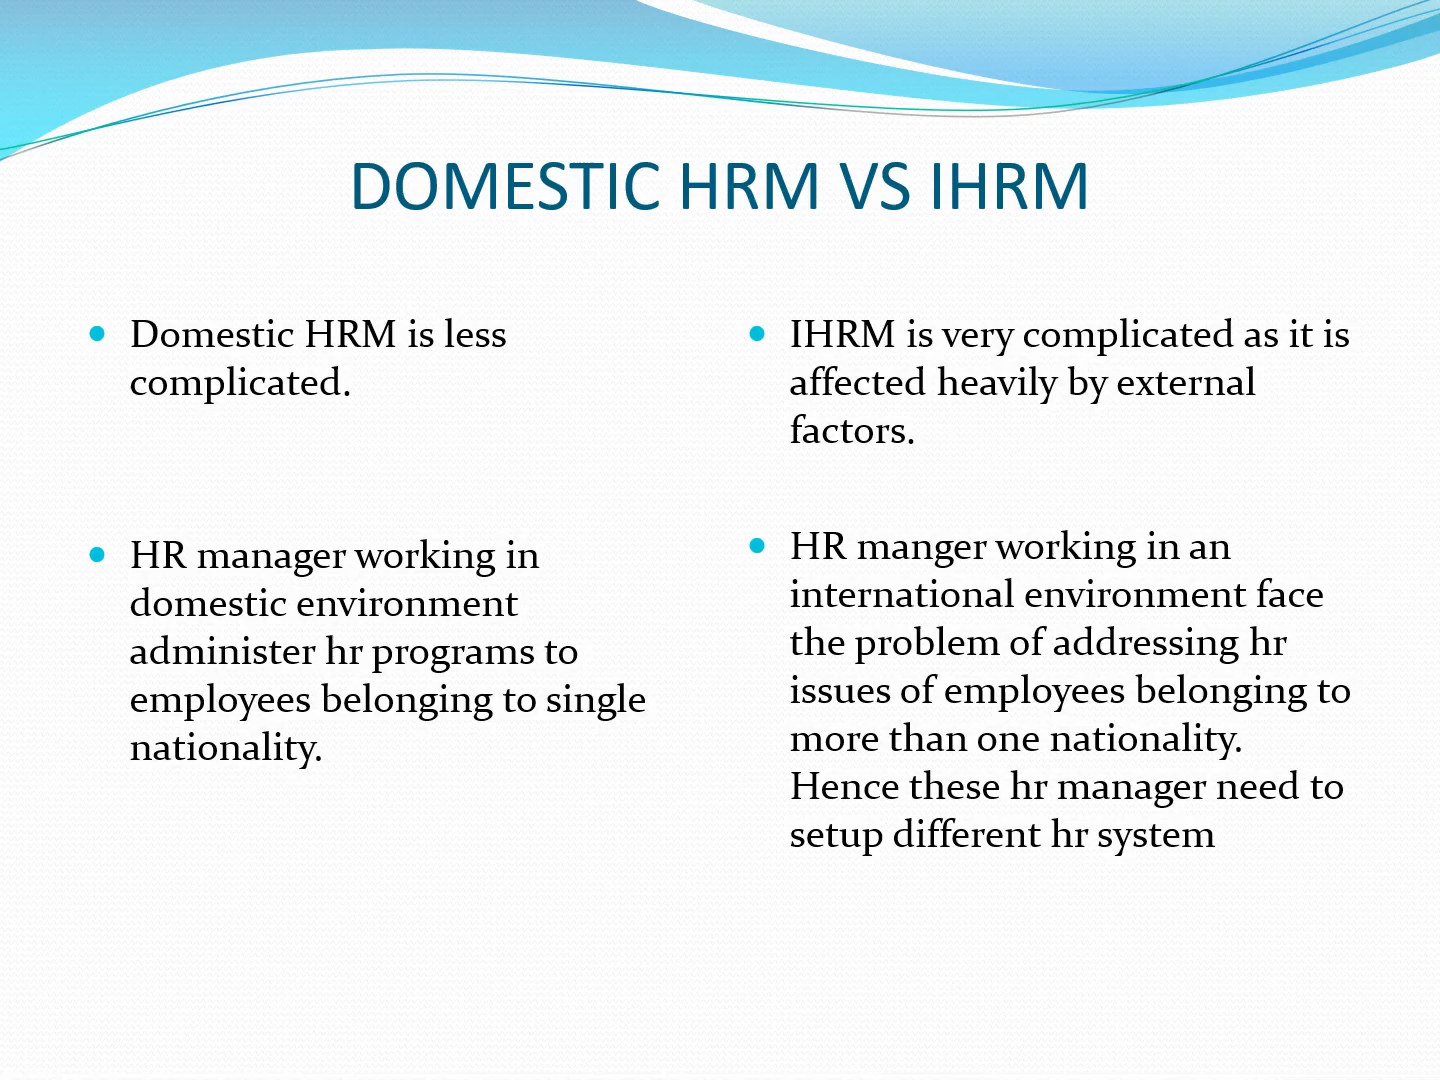 DOMESTIC HRM VS IHRM
Domestic HRM is less
complicated.
HR manager working in
domestic environment
administer hr programs to
employees belonging to single
nationality.
IHRM is very complicated as it is
affected heavily by external
factors.
HR manger working in an
international environment face
the problem of addressing hr
issues of employees belonging to
more than one nationality.
Hence these hr manager need to
setup different hr system